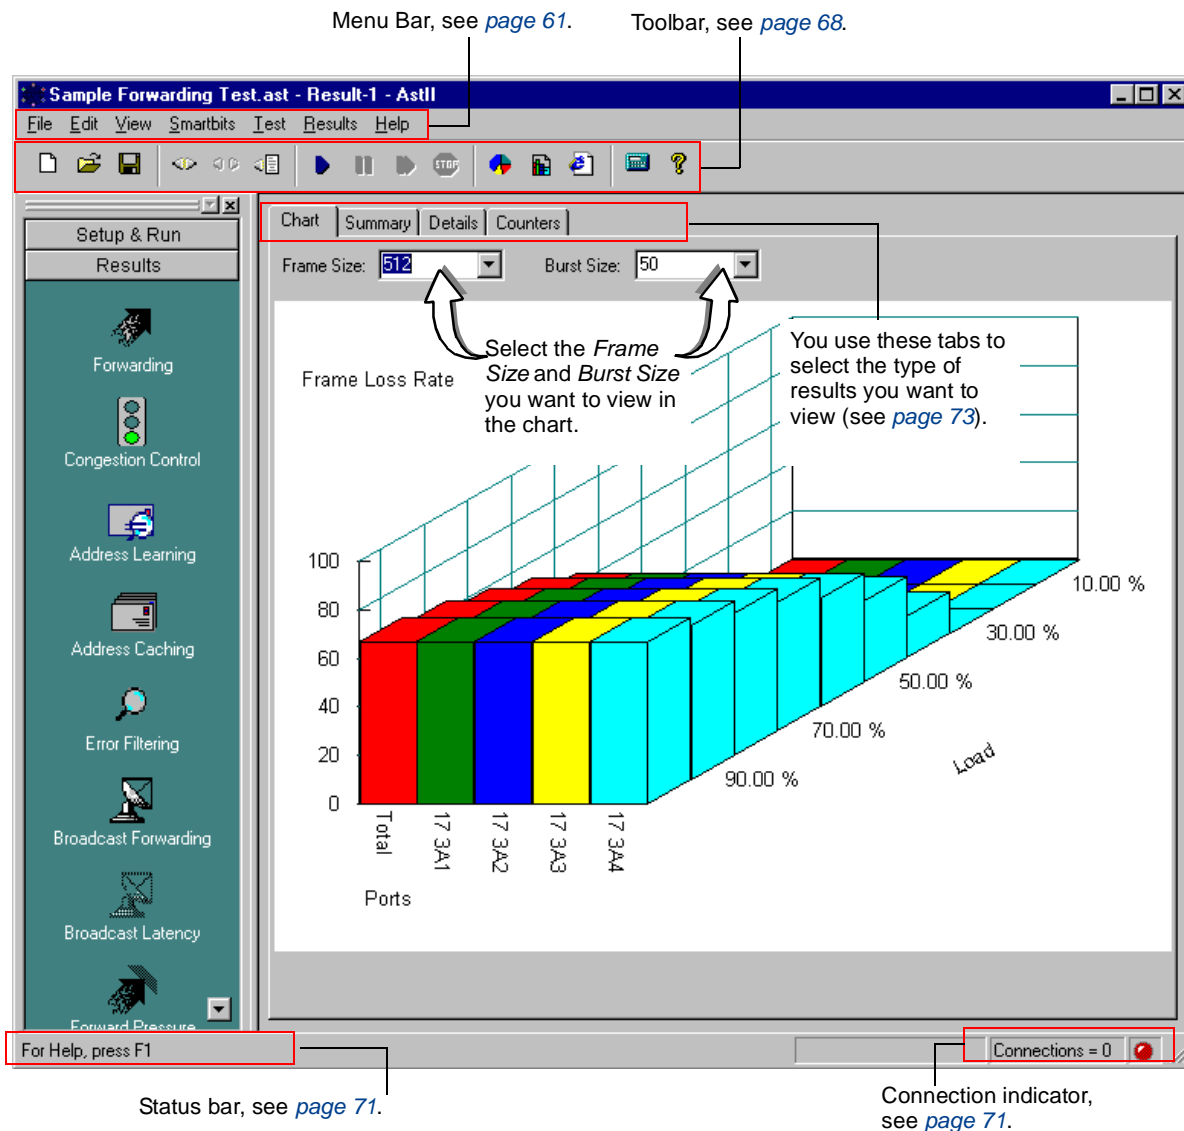 Menu Bar, see page 61.
Toolbar, see page 68.
Sample Forwarding Test.ast - Result-1 - AstII
File Edit View Smartbits Test Results Help
STOP
Setup & Run
Results
Forwarding
Congestion Control
Address Learning
Address Caching
Error Filtering
Broadcast Forwarding
Broadcast Latency
Forward Pressure
Chart Summary Details Counters
Frame Size: 512 Burst Size: 50
Select the Frame
Size and Burst Size
you want to view in
the chart.
You use these tabs to
select the type of
results you want to
view (see page 73).
Frame Loss Rate
100
80
60
40
20
0
10.00 %
30.00 %
50.00 %
70.00 %
90.00 %
Load
Total
17 3A1
17 3A2
17 3A3
17 3A4
Ports
For Help, press F1
Connections = 0
Status bar, see page 71.
Connection indicator,
see page 71.